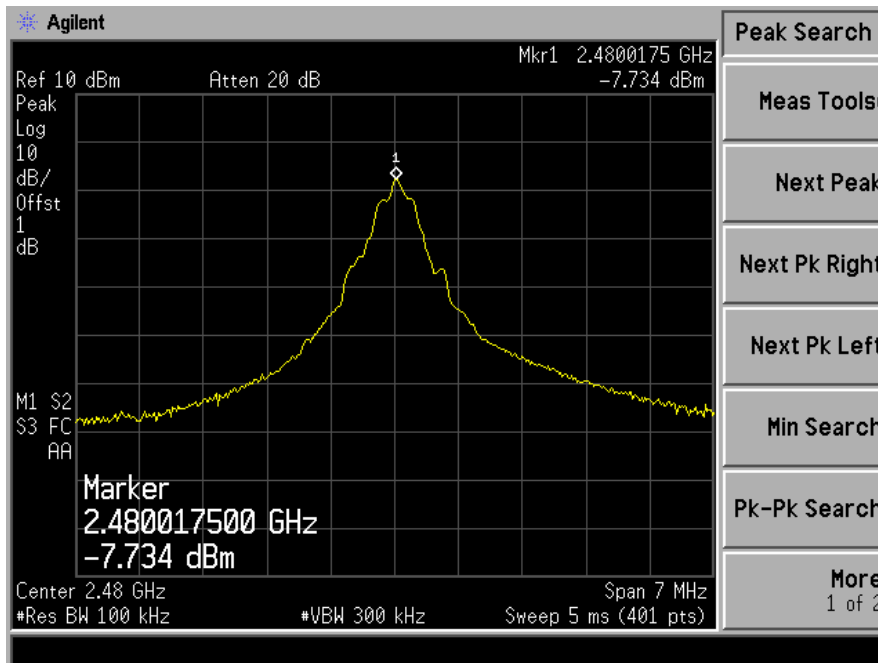 Agilent
Peak Search
Mkr1 2.4800175 GHz
Ref 10 dBm Atten 20 dB -7.734 dBm
Peak
Log
10
dB/
Offst
1
dB
1
Meas Tools
Next Peak
Next Pk Right
Next Pk Left
M1 S2
S3 FC
AA
Min Search
Marker
2.480017500 GHz
-7.734 dBm
Pk-Pk Search
Center 2.48 GHz Span 7 MHz
#Res BW 100 kHz #VBW 300 kHz Sweep 5 ms (401 pts)
More
1 of 2